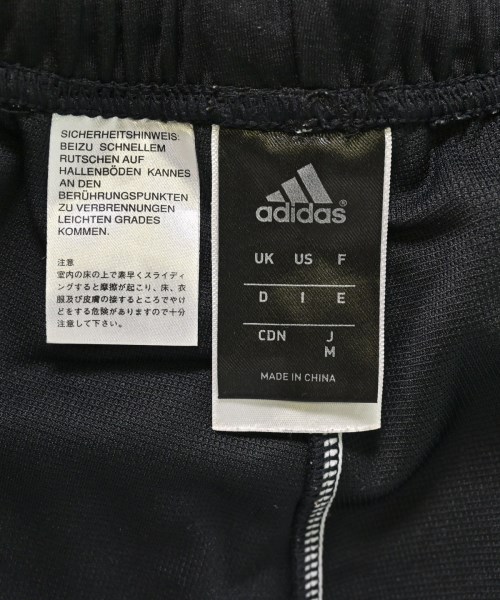 SICHERHEITSHINWEIS:
BEIZU SCHNELLEM
RUTSCHEN AUF
HALLENBÖDEN KANNES
AN DEN
BERÜHRUNGSPUNKTEN
ZU VERBRENNUNGEN
LEICHTEN GRADES
KOMMEN.
注意
室内の床の上で素早くスライディ
ングすると摩擦が起こり、床、衣
服及び皮膚の接するところでやけ
どをする危険がありますので十分
注意して下さい。
adidas®
UK US F
D I E
CDN J
M
MADE IN CHINA